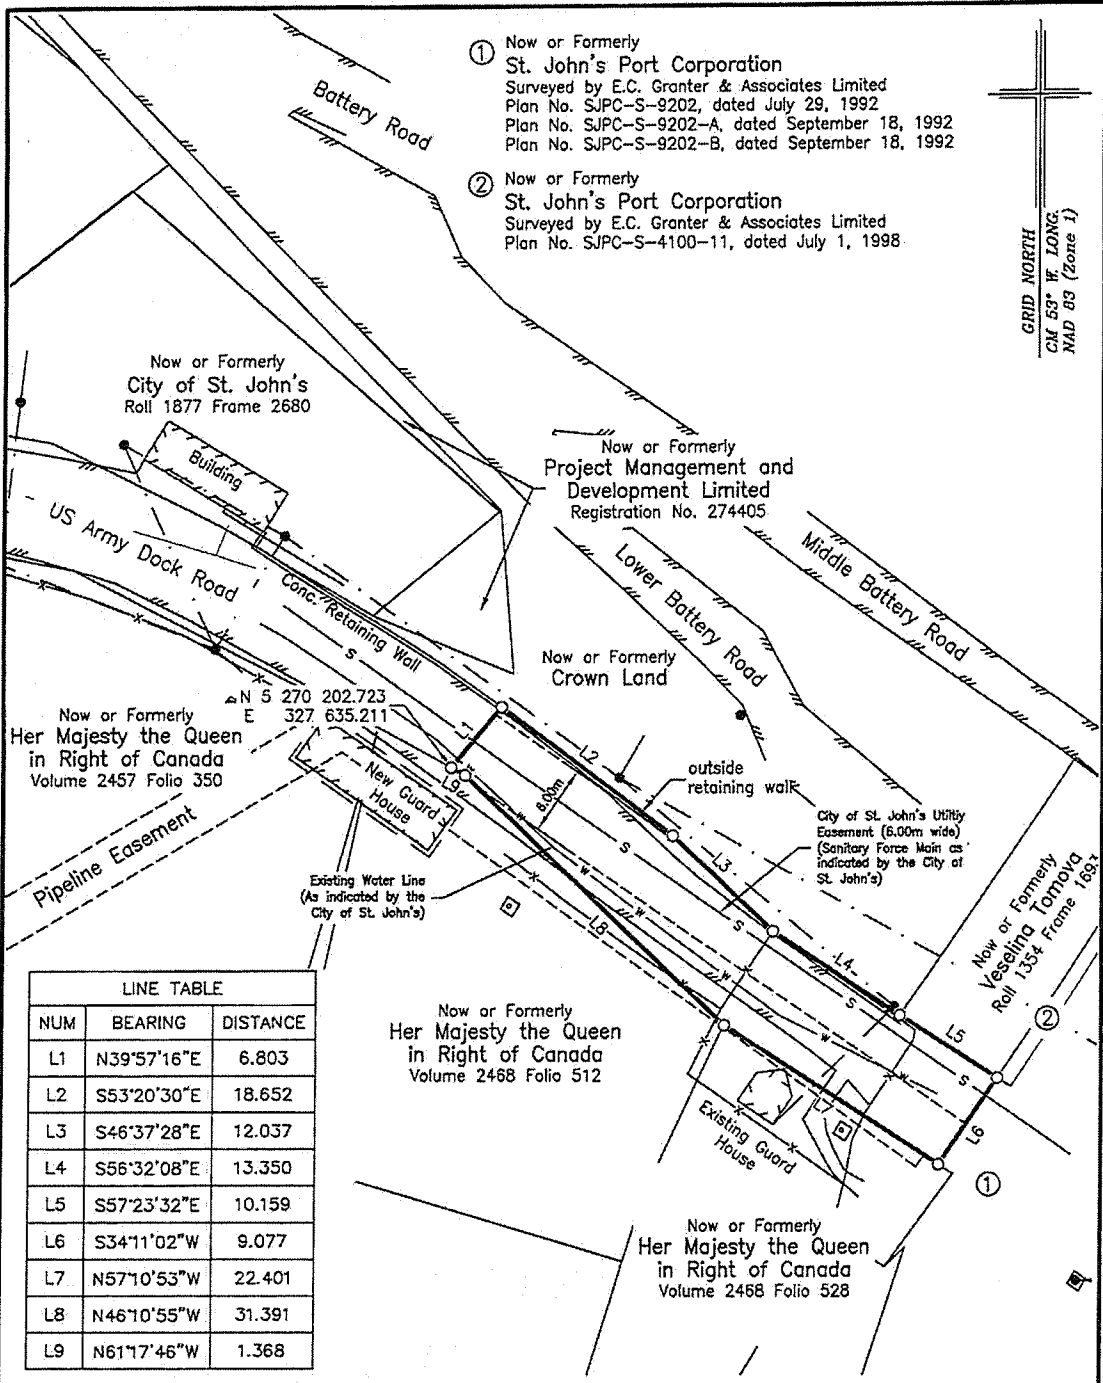 ① Now or Formerly
St. John's Port Corporation
Surveyed by E.C. Granter & Associates Limited
Plan No. SJPC-S-9202, dated July 29, 1992
Plan No. SJPC-S-9202-A, dated September 18, 1992
Plan No. SJPC-S-9202-B, dated September 18, 1992
② Now or Formerly
St. John's Port Corporation
Surveyed by E.C. Granter & Associates Limited
Plan No. SJPC-S-4100-11, dated July 1, 1998
GRID NORTH
CM 53° W. LONG.
NAD 83 (Zone 1)
Battery Road
Now or Formerly
City of St. John's
Roll 1877 Frame 2680
Building
Now or Formerly
Project Management and
Development Limited
Registration No. 274405
US Army Dock Road
Conc. Retaining Wall
Lower Battery Road
Middle Battery Road
Now or Formerly
Crown Land
S
N 5 270 202.723
E 327 635.211
Now or Formerly
Her Majesty the Queen
in Right of Canada
Volume 2457 Folio 350
Pipeline Easement
New Guard
House
L9
6.00m
L2
outside
retaining wall
L3
City of St. John's Utiltiy
Easement (6.00m wide)
(Sanitary Force Main as
indicated by the City of
St. John's)
Existing Water Line
(As indicated by the
City of St. John's)
S
W
W
S
L8
L4
S
W
W
L5
S
L6
Now or Formerly
Veselina Tomova
Roll 1354 Frame 169
②
①
Now or Formerly
Her Majesty the Queen
in Right of Canada
Volume 2468 Folio 512
Existing Guard
House
Now or Formerly
Her Majesty the Queen
in Right of Canada
Volume 2468 Folio 528
LINE TABLE
NUM BEARING DISTANCE
L1 N39°57'16"E 6.803
L2 S53°20'30"E 18.652
L3 S46°37'28"E 12.037
L4 S56°32'08"E 13.350
L5 S57°23'32"E 10.159
L6 S34°11'02"W 9.077
L7 N57°10'53"W 22.401
L8 N46°10'55"W 31.391
L9 N61°17'46"W 1.368